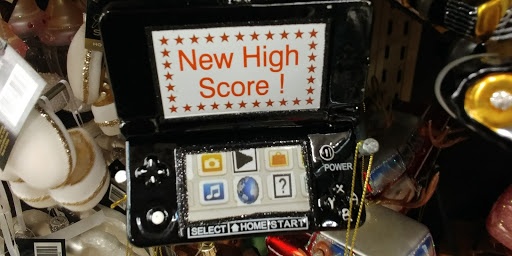 New High
Score !
POWER
X
Y A
B
SELECT HOME START